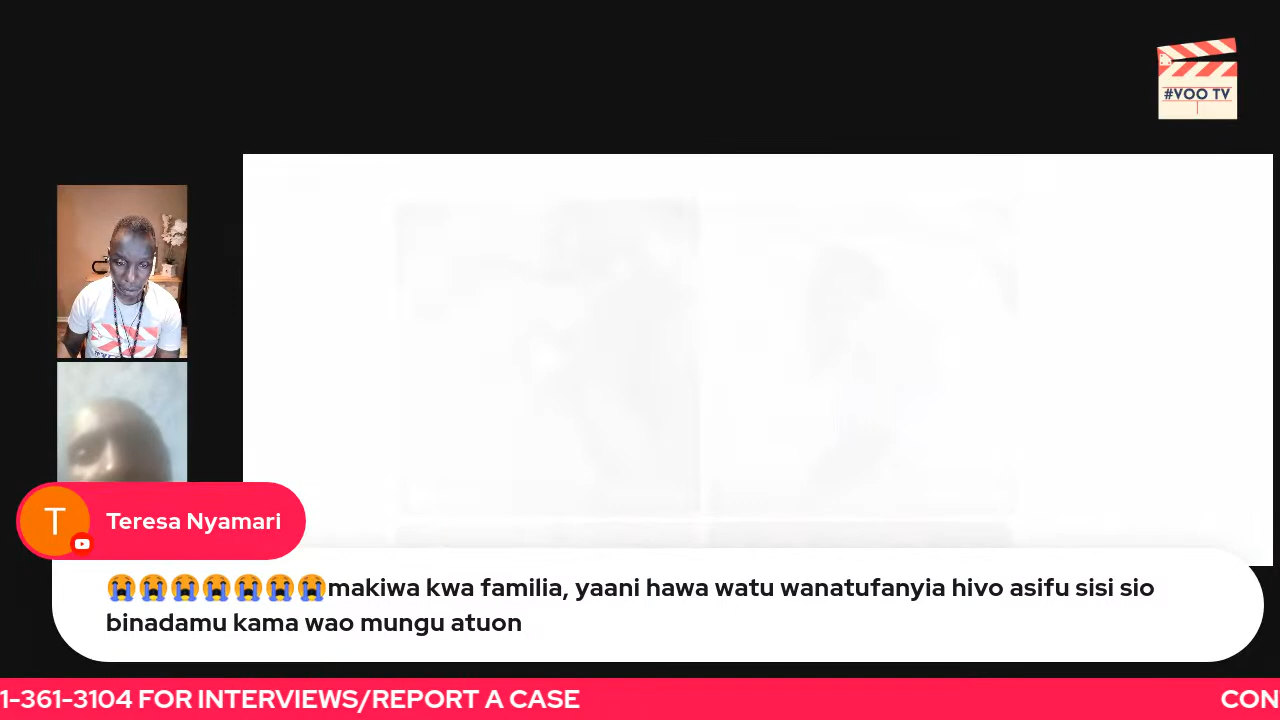 #VOO TV
T
Teresa Nyamari
😭😭😭😭😭😭😭makiwa kwa familia, yaani hawa watu wanatufanyia hivo asifu sisi sio
binadamu kama wao mungu atuon
1-361-3104 FOR INTERVIEWS/REPORT A CASE
CON